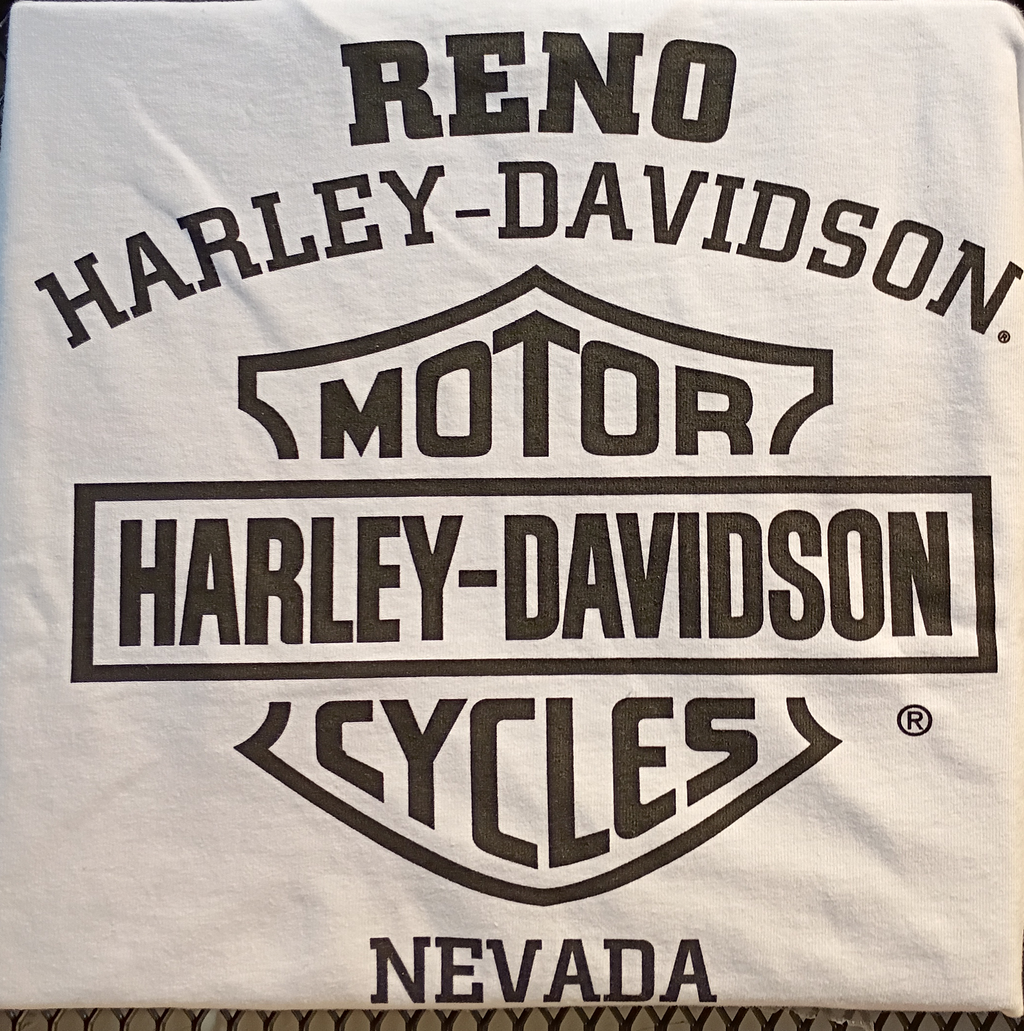 RENO
HARLEY-DAVIDSON®
MOTOR
HARLEY-DAVIDSON
CYCLES ®
NEVADA